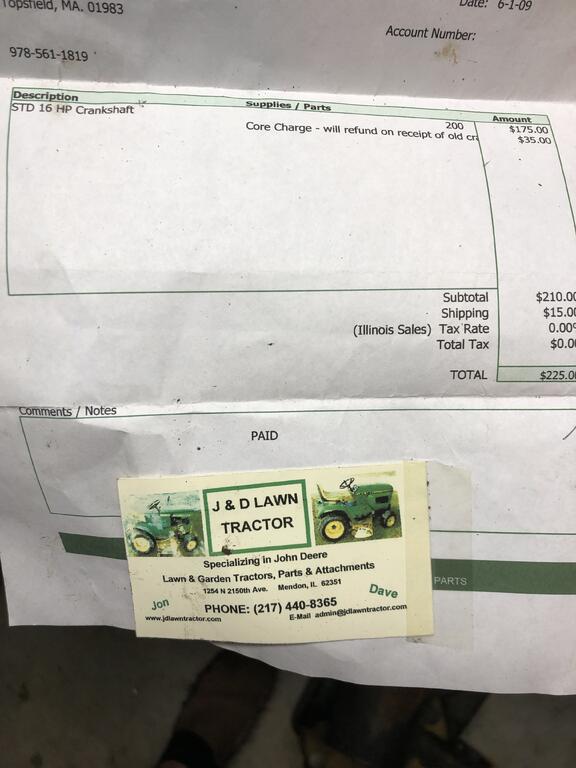 Topsfield, MA. 01983
Date: 6-1-09
Account Number:
978-561-1819
Description Supplies / Parts Amount
STD 16 HP Crankshaft 200 $175.00
Core Charge - will refund on receipt of old cra $35.00
Subtotal $210.00
Shipping $15.00
(Illinois Sales) Tax Rate 0.00%
Total Tax $0.00
TOTAL $225.0
Comments / Notes
PAID
J & D LAWN
TRACTOR
Specializing in John Deere
Lawn & Garden Tractors, Parts & Attachments
1254 N 2150th Ave. Mendon, IL 62351
Jon PHONE: (217) 440-8365 Dave
www.jdlawntractor.com E-Mail admin@jdlawntractor.com
PARTS